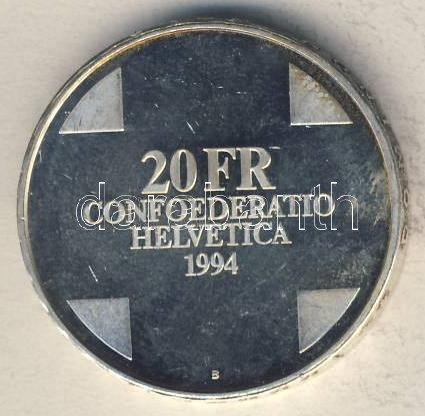 20 FR
CONFOEDERATIO
HELVETICA
1994
B